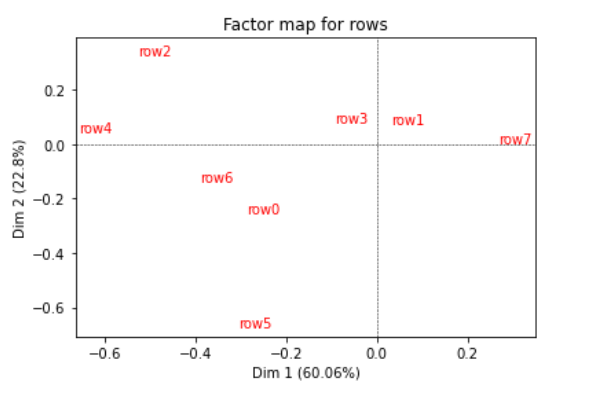 Factor map for rows
row2
0.2
row4
row3
row1
row7
0.0
row6
−0.2
row0
−0.4
−0.6
row5
Dim 2 (22.8%)
−0.6
−0.4
−0.2
0.0
0.2
Dim 1 (60.06%)